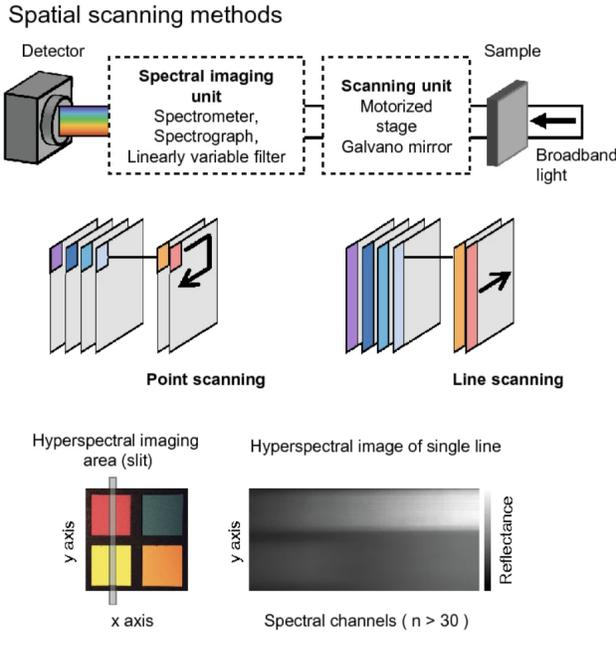 Spatial scanning methods
Detector
Spectral imaging
unit
Spectrometer,
Spectrograph,
Linearly variable filter
Scanning unit
Motorized
stage
Galvano mirror
Sample
Broadband
light
Point scanning
Line scanning
Hyperspectral imaging
area (slit)
y axis
x axis
Hyperspectral image of single line
y axis
Spectral channels ( n > 30 )
Reflectance